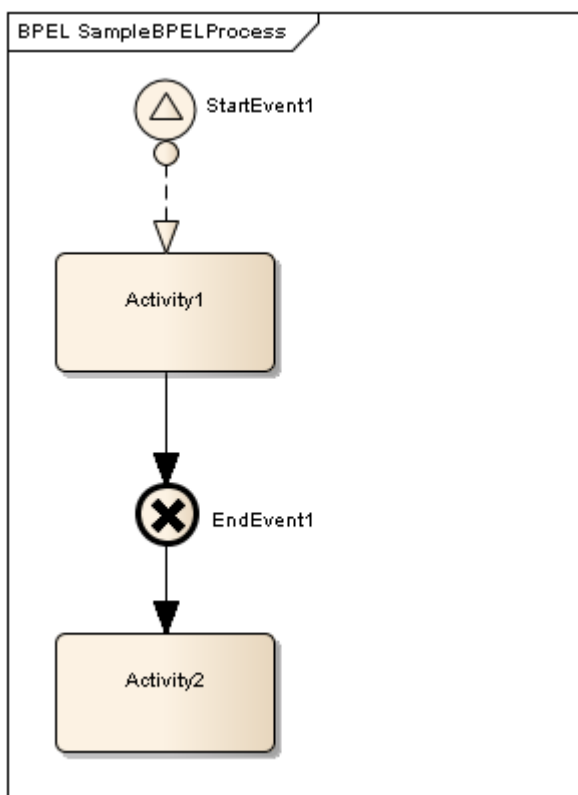 BPEL SampleBPELProcess
StartEvent1
Activity1
EndEvent1
Activity2